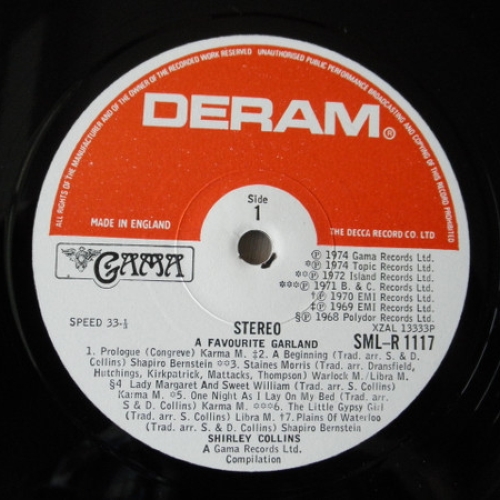 ALL RIGHTS OF THE MANUFACTURER AND OF THE OWNER OF THE RECORDED WORK RESERVED UNAUTHORISED PUBLIC PERFORMANCE BROADCASTING AND COPYING OF THIS RECORD PROHIBITED
DERAM®
Side
1
MADE IN ENGLAND
THE DECCA RECORD CO. LTD
GAMA
℗ 1974 Gama Records Ltd.
*℗ 1974 Topic Records Ltd.
**℗ 1972 Island Records Ltd.
***℗ 1971 B. & C. Records Ltd.
†℗ 1970 EMI Records Ltd.
‡℗ 1969 EMI Records Ltd.
§℗ 1968 Polydor Records Ltd.
XZAL 13333P
SPEED 33-⅓
STEREO
SML-R 1117
A FAVOURITE GARLAND
1. Prologue (Congreve) Karma M. ‡2. A Beginning (Trad. arr. S. & D.
Collins) Shapiro Bernstein **3. Staines Morris (Trad. arr. Dransfield,
Hutchings, Kirkpatrick, Mattacks, Thompson) Warlock M./Libra M.
§4 Lady Margaret And Sweet William (Trad. arr. S. Collins)
Karma M. *5. One Night As I Lay On My Bed (Trad. arr.
S. & D. Collins) Karma M. ***6. The Little Gypsy Girl
(Trad. arr. S. Collins) Libra M. †7. Plains Of Waterloo
(Trad. arr. S. & D. Collins) Shapiro Bernstein
SHIRLEY COLLINS
A Gama Records Ltd.
Compilation